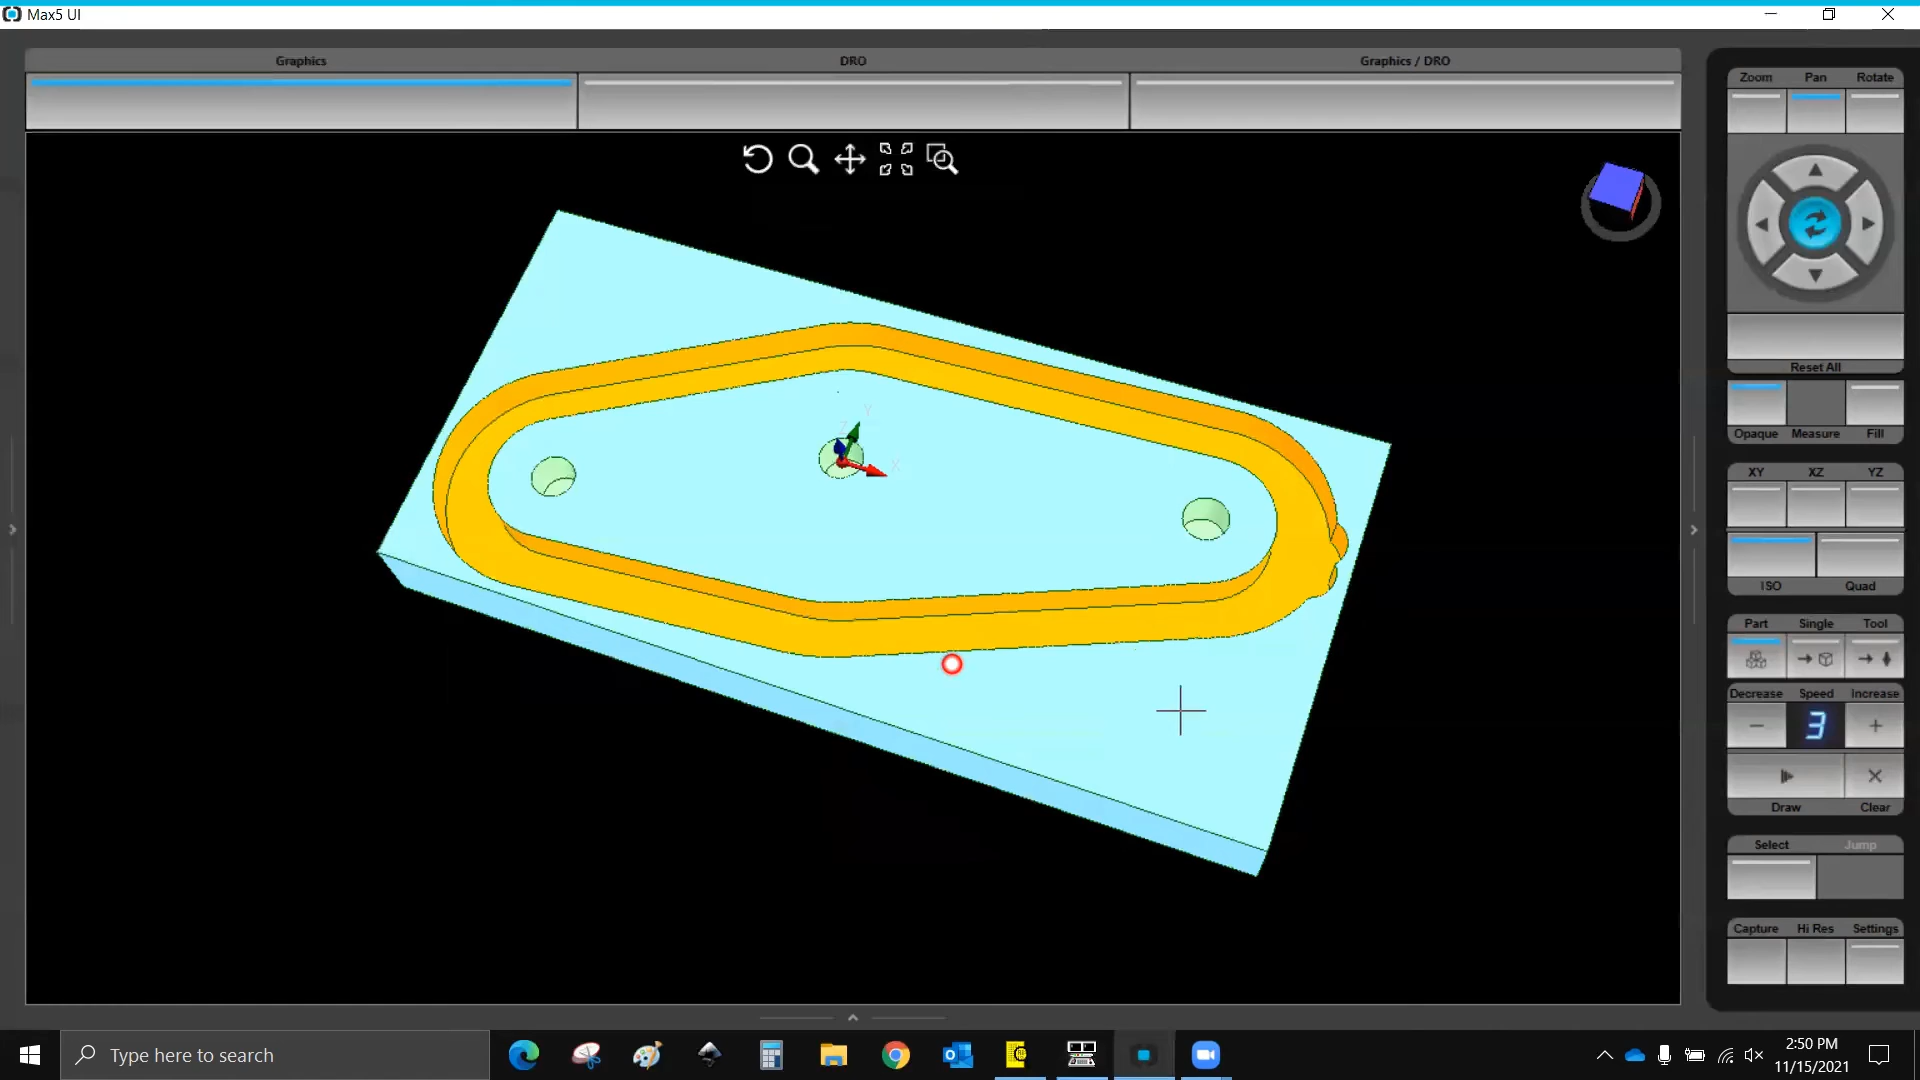 Max5 UI
Graphics
DRO
Graphics / DRO
Zoom Pan Rotate
Reset All
Opaque Measure Fill
XY XZ YZ
ISO Quad
Part Single Tool
Decrease Speed Increase
3
Draw Clear
Select Jump
Capture Hi Res Settings
Y
Z
X
Type here to search
2:50 PM
11/15/2021